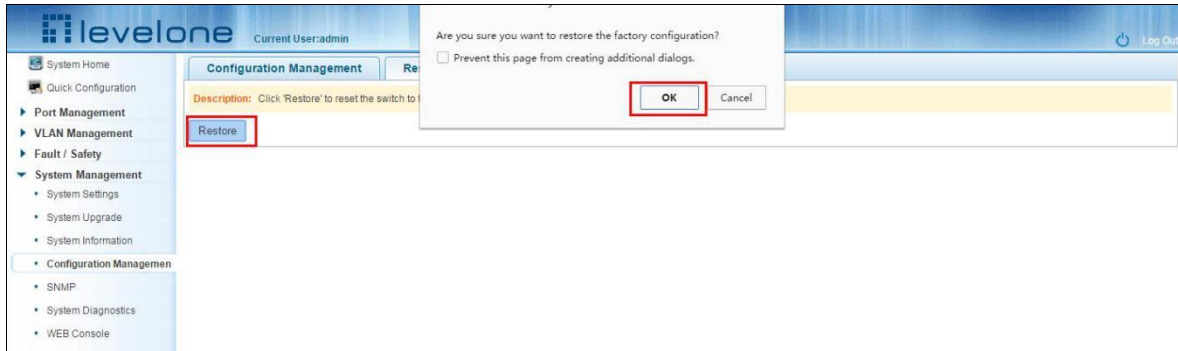 levelone
Current User:admin
Log Out
System Home
Quick Configuration
Port Management
VLAN Management
Fault / Safety
System Management
System Settings
System Upgrade
System Information
Configuration Managemen
SNMP
System Diagnostics
WEB Console
Configuration Management
Re
Description: Click 'Restore' to reset the switch to
Restore
Are you sure you want to restore the factory configuration?
Prevent this page from creating additional dialogs.
OK
Cancel